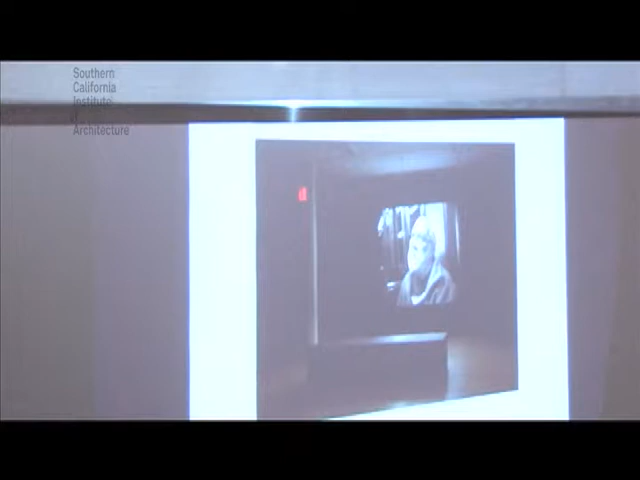 Southern
California
Institute
of
Architecture